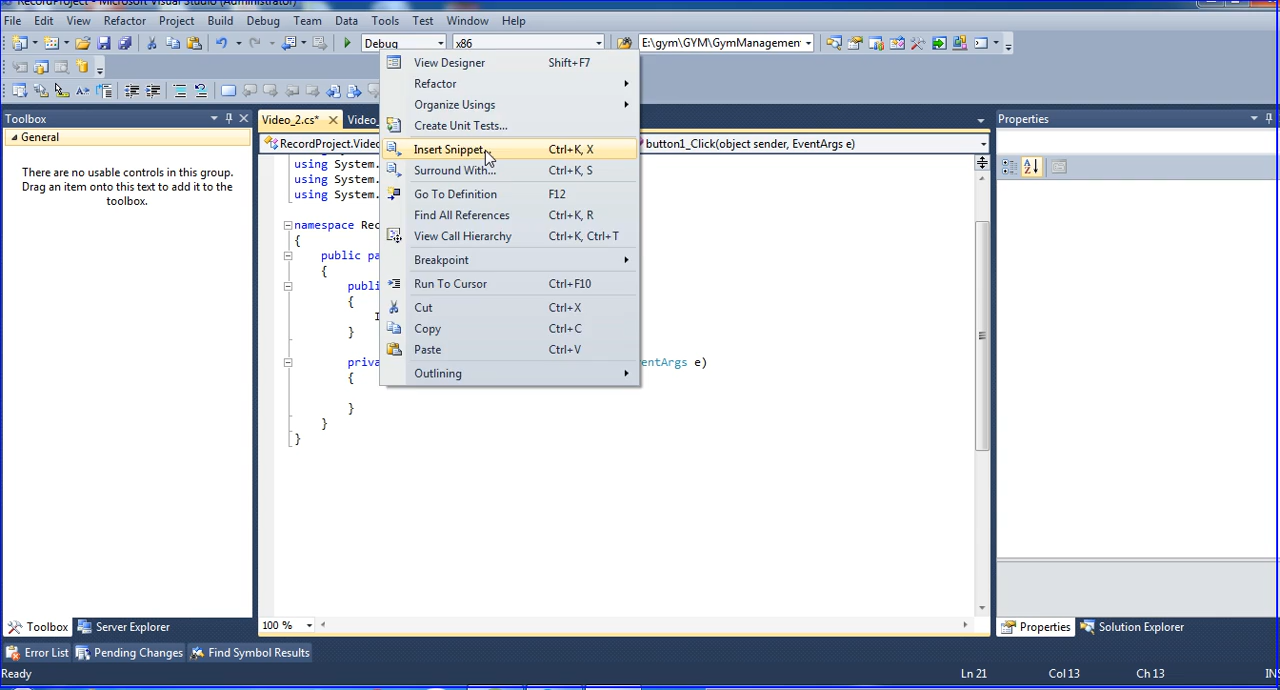 RecordProject - Microsoft Visual Studio (Administrator)
File Edit View Refactor Project Build Debug Team Data Tools Test Window Help
Debug x86 E:\gym\GYM\GymManagemen
Toolbox
General
There are no usable controls in this group.
Drag an item onto this text to add it to the
toolbox.
Video_2.cs* Video_
RecordProject.Video button1_Click(object sender, EventArgs e)
using System.
using System.
using System.
namespace Rec
{
public pa
{
publi
{
I
}
priva entArgs e)
{
}
}
}
View Designer Shift+F7
Refactor
Organize Usings
Create Unit Tests...
Insert Snippet... Ctrl+K, X
Surround With... Ctrl+K, S
Go To Definition F12
Find All References Ctrl+K, R
View Call Hierarchy Ctrl+K, Ctrl+T
Breakpoint
Run To Cursor Ctrl+F10
Cut Ctrl+X
Copy Ctrl+C
Paste Ctrl+V
Outlining
Properties
100 %
Toolbox Server Explorer
Properties Solution Explorer
Error List Pending Changes Find Symbol Results
Ready Ln 21 Col 13 Ch 13 INS